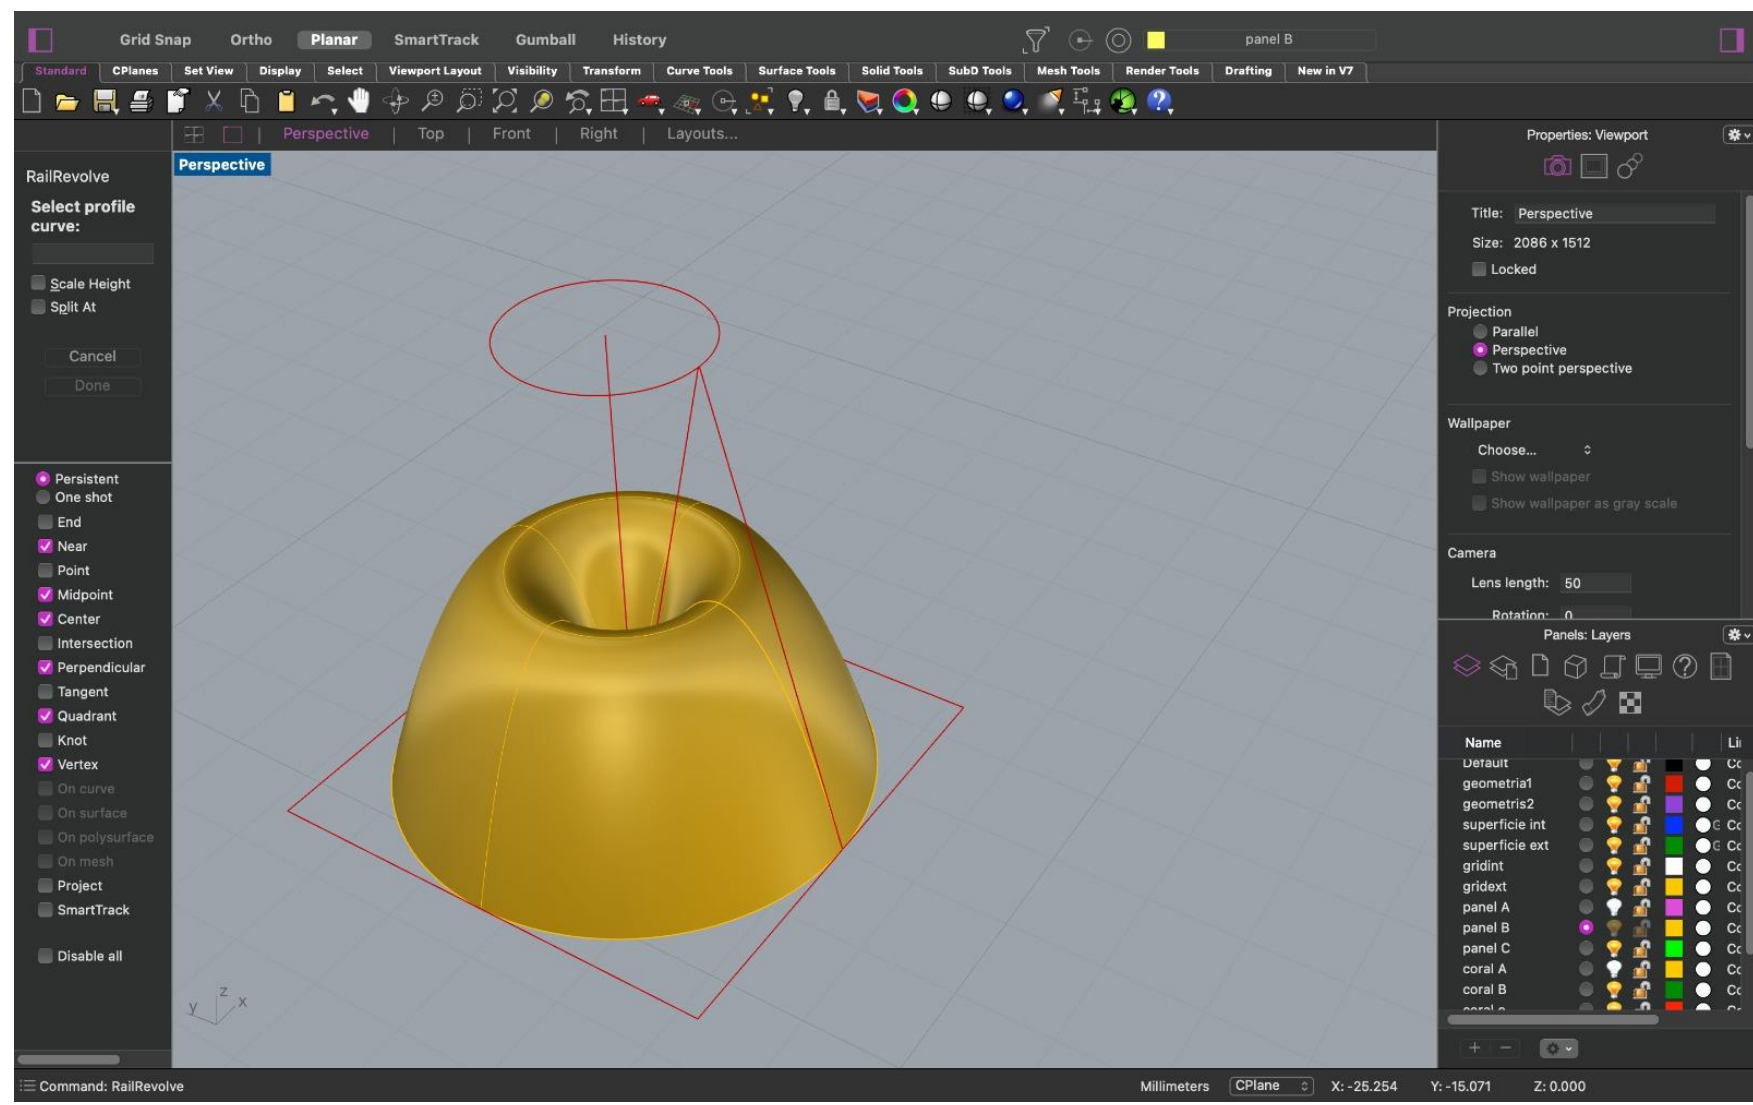 Grid Snap Ortho Planar SmartTrack Gumball History panel B
Standard CPlanes Set View Display Select Viewport Layout Visibility Transform Curve Tools Surface Tools Solid Tools SubD Tools Mesh Tools Render Tools Drafting New in V7
Perspective | Top | Front | Right | Layouts...
Perspective
RailRevolve
Select profile
curve:
Scale Height
Split At
Cancel
Done
Persistent
One shot
End
Near
Point
Midpoint
Center
Intersection
Perpendicular
Tangent
Quadrant
Knot
Vertex
On curve
On surface
On polysurface
On mesh
Project
SmartTrack
Disable all
z
y
x
Properties: Viewport
Title: Perspective
Size: 2086 x 1512
Locked
Projection
Parallel
Perspective
Two point perspective
Wallpaper
Choose...
Show wallpaper
Show wallpaper as gray scale
Camera
Lens length: 50
Rotation: 0
Panels: Layers
Name
Default
geometria1
geometris2
superficie int
superficie ext
gridint
gridext
panel A
panel B
panel C
coral A
coral B
Command: RailRevolve
Millimeters CPlane X: -25.254 Y: -15.071 Z: 0.000